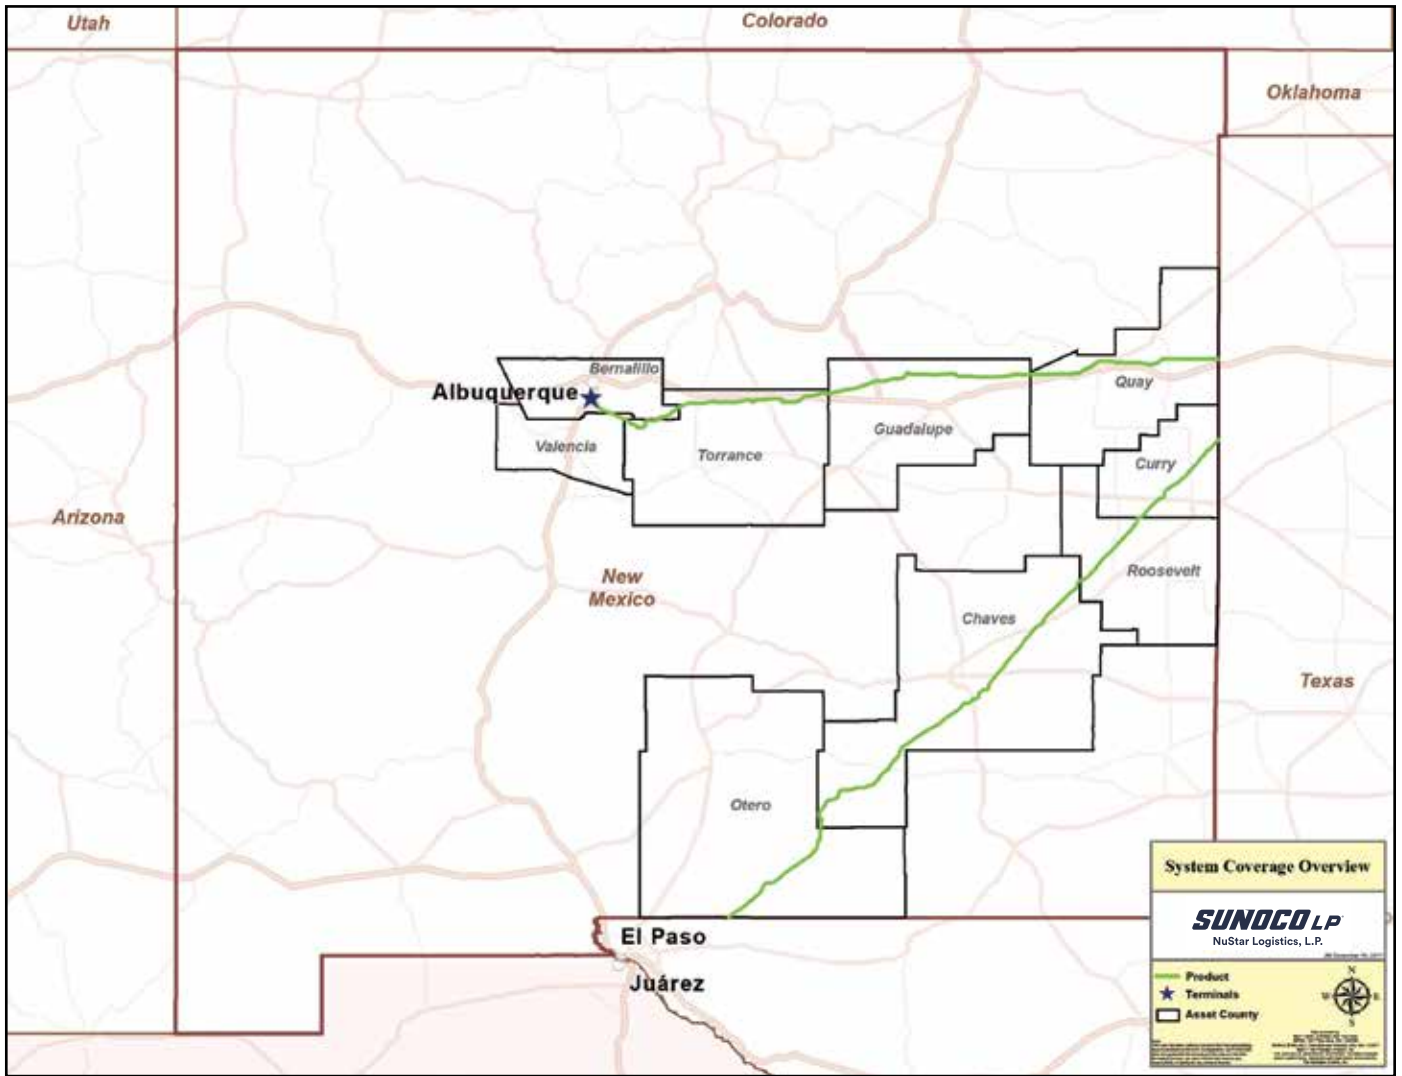 Utah
Colorado
Oklahoma
Bernalillo
Albuquerque
Quay
Guadalupe
Valencia
Torrance
Curry
Arizona
New
Mexico
Roosevelt
Chaves
Texas
Otero
El Paso
Juárez
System Coverage Overview
SUNOCO LP
NuStar Logistics, L.P.
Product
Terminals
Asset County
N
W
E
S